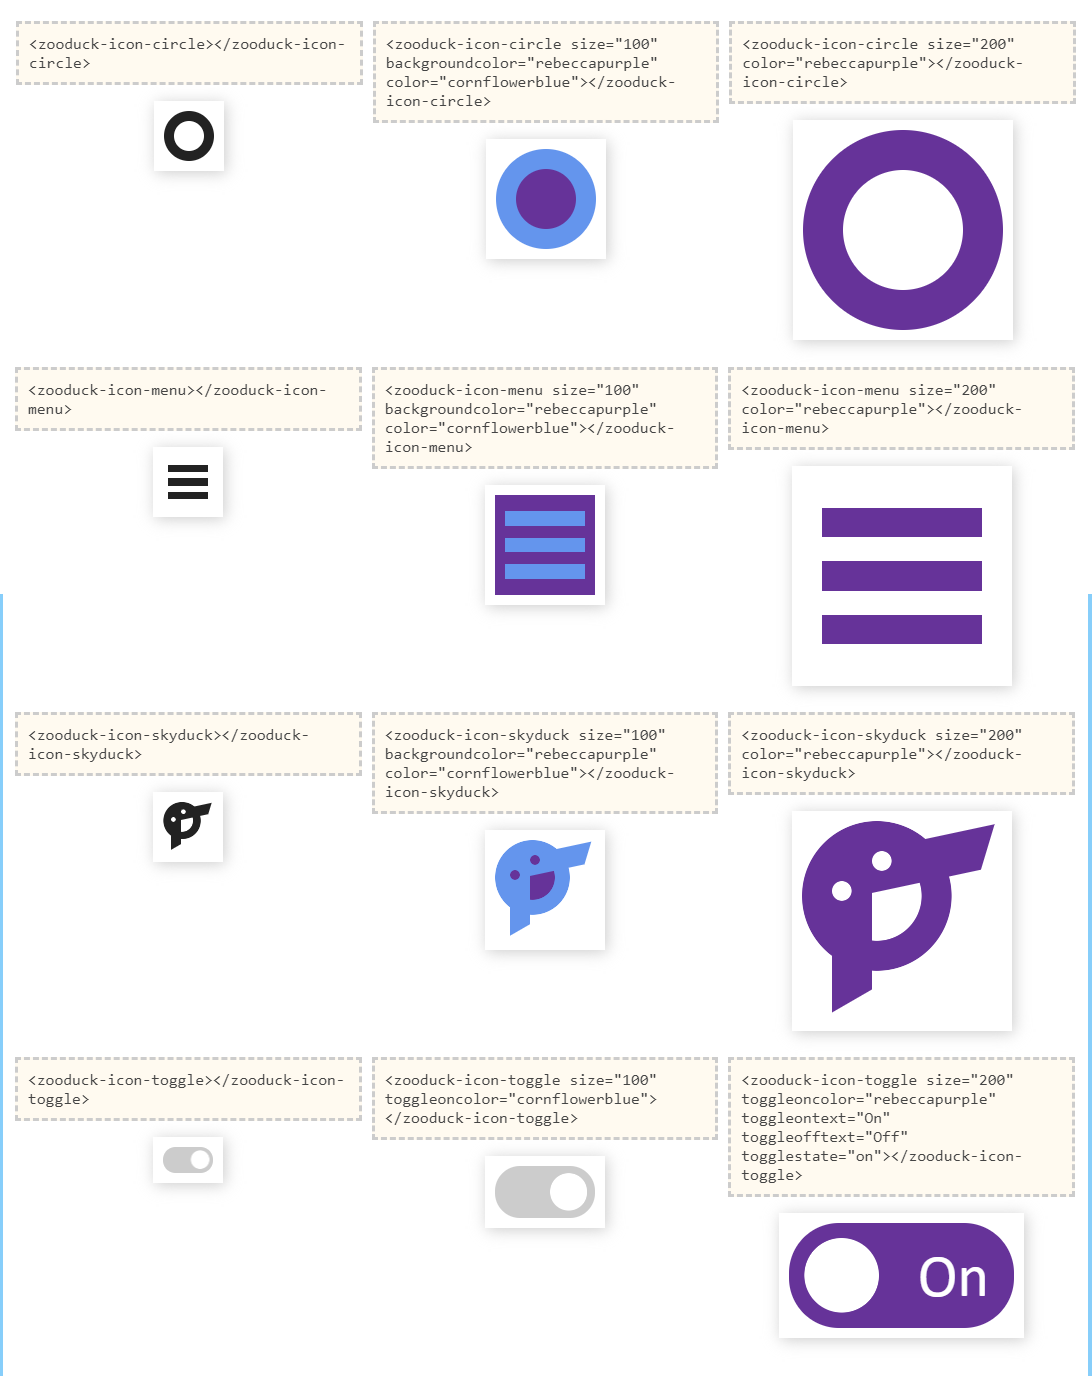 <zooduck-icon-circle></zooduck-icon-
circle>
<zooduck-icon-circle size="100"
backgroundcolor="rebeccapurple"
color="cornflowerblue"></zooduck-
icon-circle>
<zooduck-icon-circle size="200"
color="rebeccapurple"></zooduck-
icon-circle>
<zooduck-icon-menu></zooduck-icon-
menu>
<zooduck-icon-menu size="100"
backgroundcolor="rebeccapurple"
color="cornflowerblue"></zooduck-
icon-menu>
<zooduck-icon-menu size="200"
color="rebeccapurple"></zooduck-
icon-menu>
<zooduck-icon-skyduck></zooduck-
icon-skyduck>
<zooduck-icon-skyduck size="100"
backgroundcolor="rebeccapurple"
color="cornflowerblue"></zooduck-
icon-skyduck>
<zooduck-icon-skyduck size="200"
color="rebeccapurple"></zooduck-
icon-skyduck>
<zooduck-icon-toggle></zooduck-icon-
toggle>
<zooduck-icon-toggle size="100"
toggleoncolor="cornflowerblue">
</zooduck-icon-toggle>
<zooduck-icon-toggle size="200"
toggleoncolor="rebeccapurple"
toggleontext="On"
toggleofftext="Off"
togglestate="on"></zooduck-icon-
toggle>
On